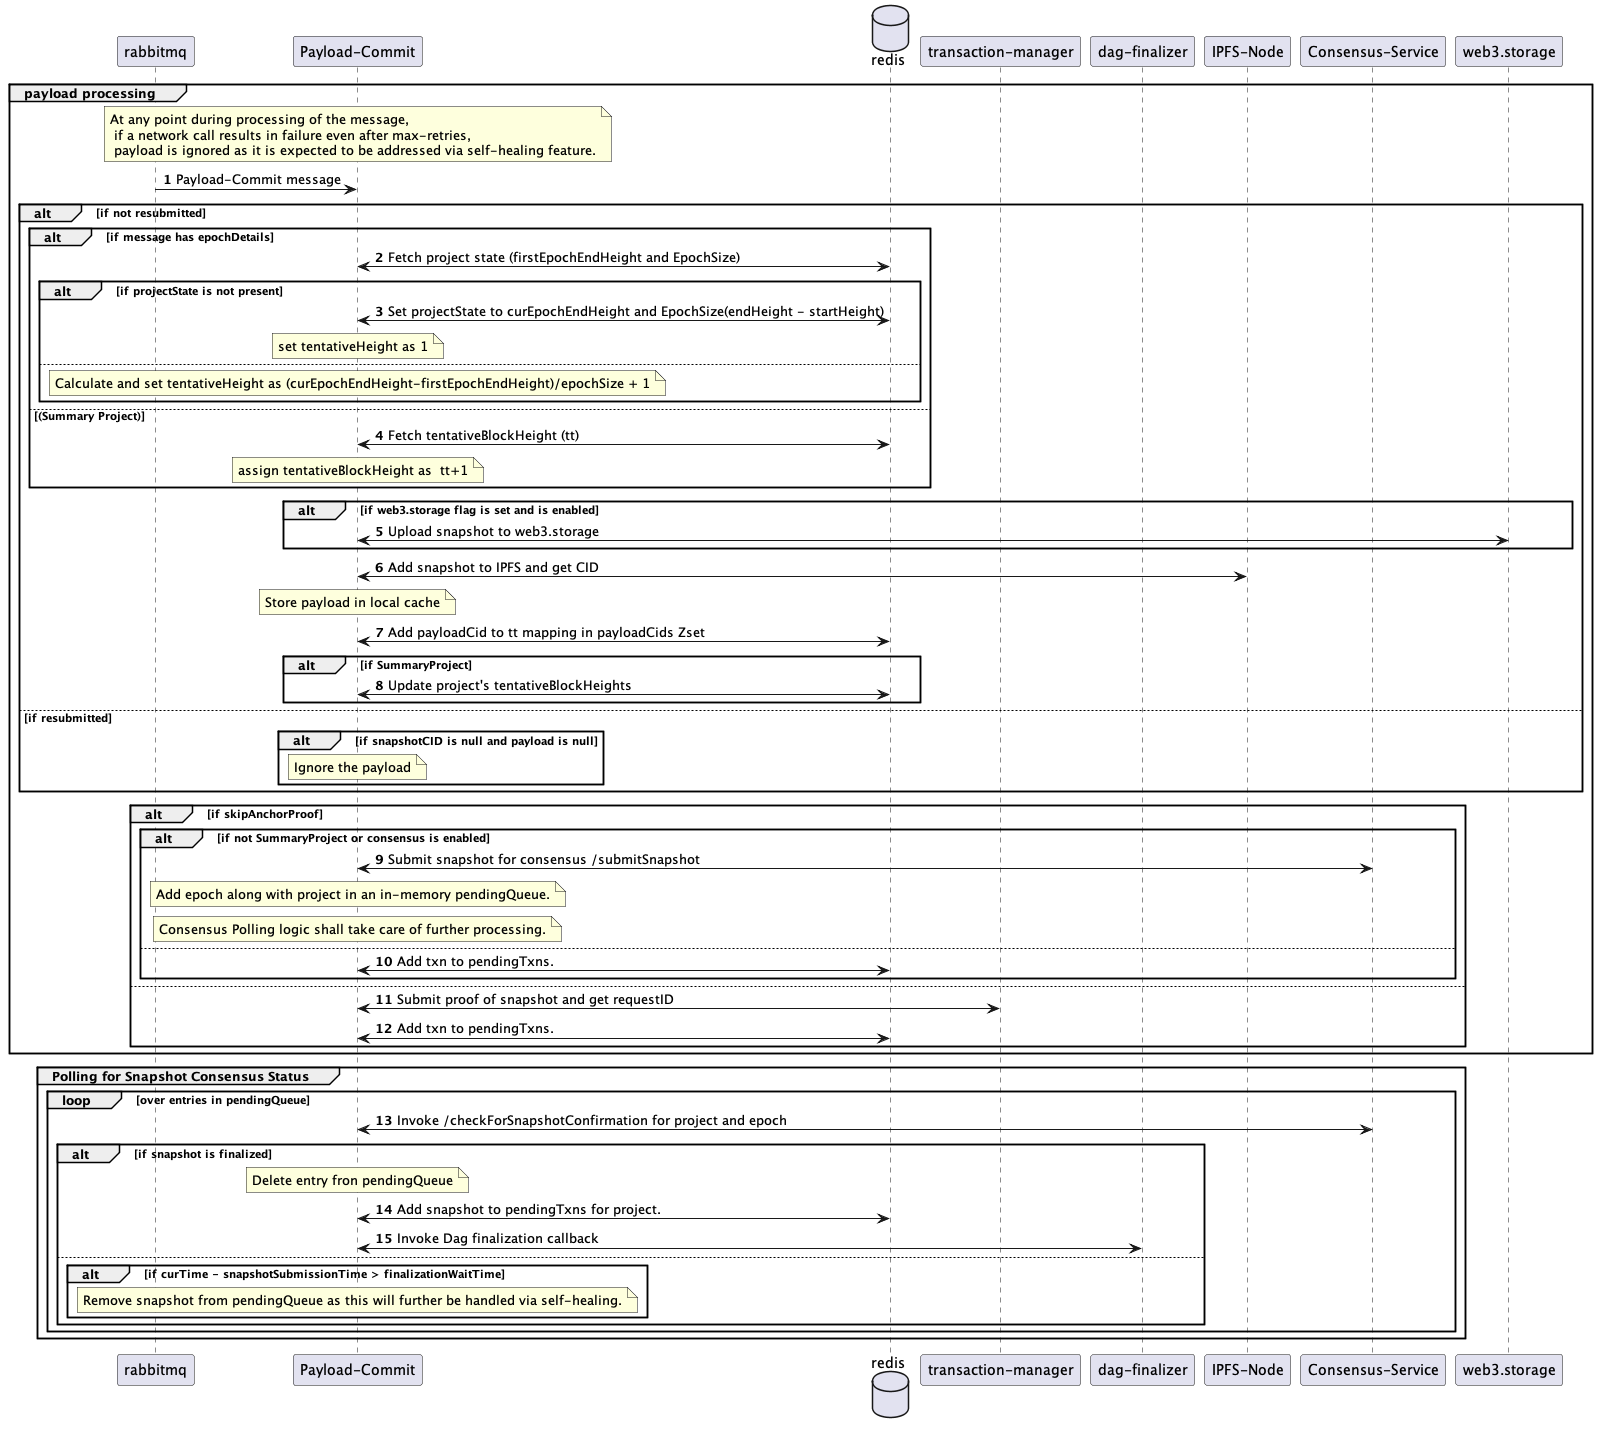 rabbitmq
Payload-Commit
redis
transaction-manager
dag-finalizer
IPFS-Node
Consensus-Service
web3.storage
payload processing
At any point during processing of the message,
if a network call results in failure even after max-retries,
payload is ignored as it is expected to be addressed via self-healing feature.
1 Payload-Commit message
alt [if not resubmitted]
alt [if message has epochDetails]
2 Fetch project state (firstEpochEndHeight and EpochSize)
alt [if projectState is not present]
3 Set projectState to curEpochEndHeight and EpochSize(endHeight - startHeight)
set tentativeHeight as 1
Calculate and set tentativeHeight as (curEpochEndHeight-firstEpochEndHeight)/epochSize + 1
[(Summary Project)]
4 Fetch tentativeBlockHeight (tt)
assign tentativeBlockHeight as  tt+1
alt [if web3.storage flag is set and is enabled]
5 Upload snapshot to web3.storage
6 Add snapshot to IPFS and get CID
Store payload in local cache
7 Add payloadCid to tt mapping in payloadCids Zset
alt [if SummaryProject]
8 Update project's tentativeBlockHeights
[if resubmitted]
alt [if snapshotCID is null and payload is null]
Ignore the payload
alt [if skipAnchorProof]
alt [if not SummaryProject or consensus is enabled]
9 Submit snapshot for consensus /submitSnapshot
Add epoch along with project in an in-memory pendingQueue.
Consensus Polling logic shall take care of further processing.
10 Add txn to pendingTxns.
11 Submit proof of snapshot and get requestID
12 Add txn to pendingTxns.
Polling for Snapshot Consensus Status
loop [over entries in pendingQueue]
13 Invoke /checkForSnapshotConfirmation for project and epoch
alt [if snapshot is finalized]
Delete entry fron pendingQueue
14 Add snapshot to pendingTxns for project.
15 Invoke Dag finalization callback
alt [if curTime - snapshotSubmissionTime > finalizationWaitTime]
Remove snapshot from pendingQueue as this will further be handled via self-healing.
rabbitmq
Payload-Commit
redis
transaction-manager
dag-finalizer
IPFS-Node
Consensus-Service
web3.storage